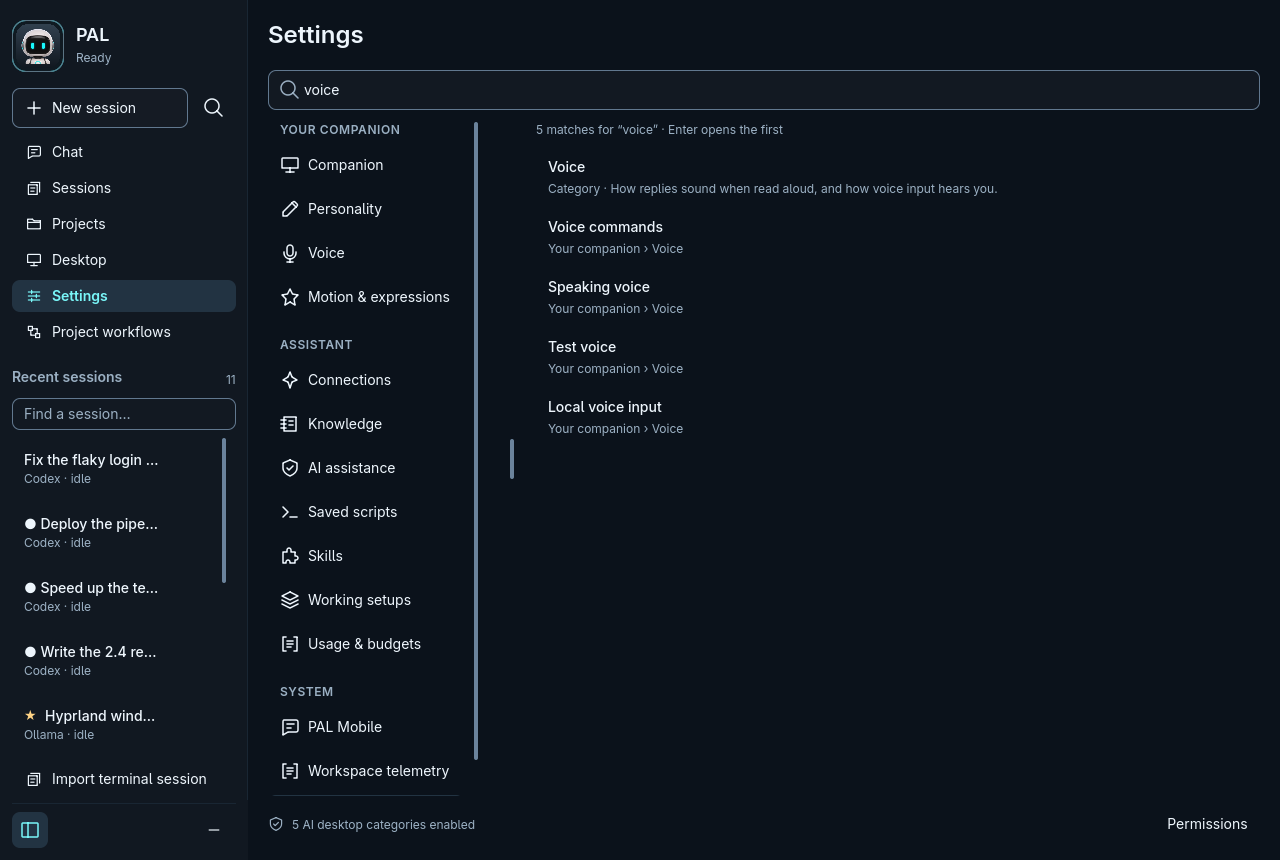 PAL
Ready
New session
Chat
Sessions
Projects
Desktop
Settings
Project workflows
Recent sessions
11
Find a session...
Fix the flaky login ...
Codex · idle
Deploy the pipe...
Codex · idle
Speed up the te...
Codex · idle
Write the 2.4 re...
Codex · idle
★ Hyprland wind...
Ollama · idle
Import terminal session
Settings
voice
YOUR COMPANION
Companion
Personality
Voice
Motion & expressions
ASSISTANT
Connections
Knowledge
AI assistance
Saved scripts
Skills
Working setups
Usage & budgets
SYSTEM
PAL Mobile
Workspace telemetry
5 matches for “voice” · Enter opens the first
Voice
Category · How replies sound when read aloud, and how voice input hears you.
Voice commands
Your companion › Voice
Speaking voice
Your companion › Voice
Test voice
Your companion › Voice
Local voice input
Your companion › Voice
5 AI desktop categories enabled
Permissions